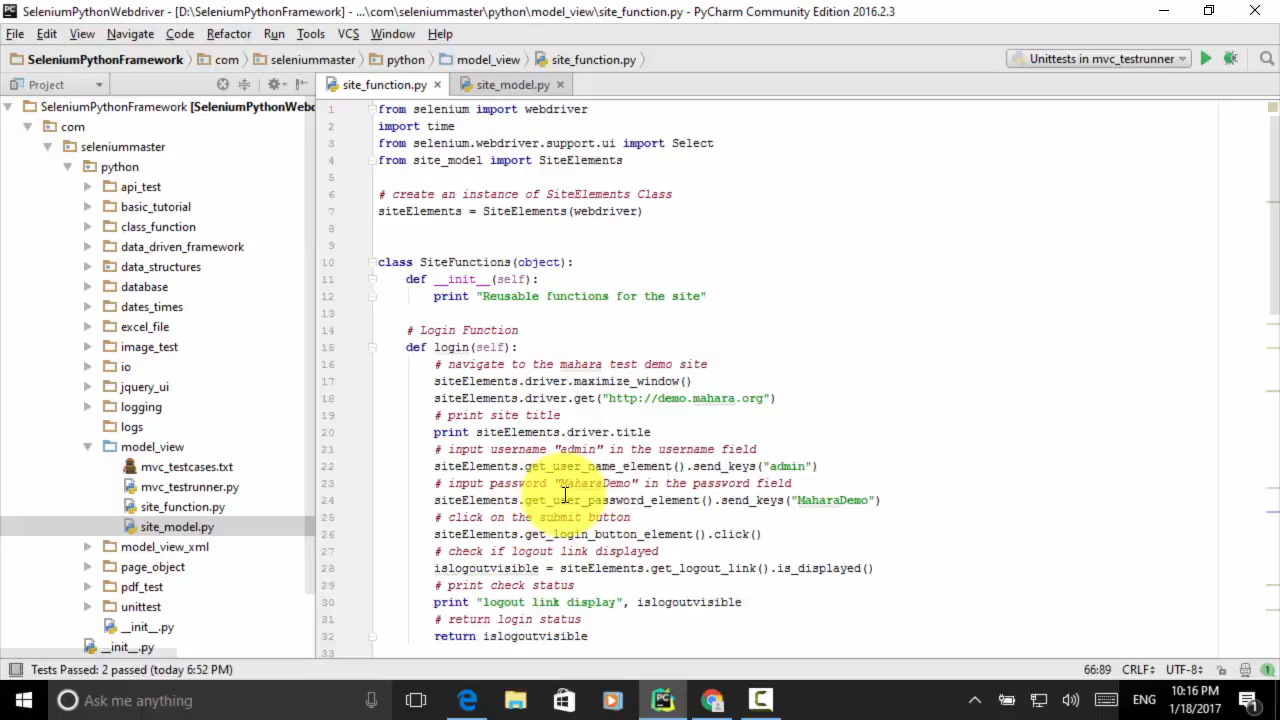 SeleniumPythonWebdriver - [D:\SeleniumPythonFramework] - ...\com\seleniummaster\python\model_view\site_function.py - PyCharm Community Edition 2016.2.3
File Edit View Navigate Code Refactor Run Tools VCS Window Help
SeleniumPythonFramework com seleniummaster python model_view site_function.py Unittests in mvc_testrunner
Project site_function.py site_model.py
SeleniumPythonFramework [SeleniumPythonWebd
com
seleniummaster
python
api_test
basic_tutorial
class_function
data_driven_framework
data_structures
database
dates_times
excel_file
image_test
io
jquery_ui
logging
logs
model_view
mvc_testcases.txt
mvc_testrunner.py
site_function.py
site_model.py
model_view_xml
page_object
pdf_test
unittest
__init__.py
__init__.py
1 from selenium import webdriver
2 import time
3 from selenium.webdriver.support.ui import Select
4 from site_model import SiteElements
5
6 # create an instance of SiteElements Class
7 siteElements = SiteElements(webdriver)
8
9
10 class SiteFunctions(object):
11 def __init__(self):
12 print "Reusable functions for the site"
13
14 # Login Function
15 def login(self):
16 # navigate to the mahara test demo site
17 siteElements.driver.maximize_window()
18 siteElements.driver.get("http://demo.mahara.org")
19 # print site title
20 print siteElements.driver.title
21 # input username "admin" in the username field
22 siteElements.get_user_name_element().send_keys("admin")
23 # input password "MaharaDemo" in the password field
24 siteElements.get_user_password_element().send_keys("MaharaDemo")
25 # click on the submit button
26 siteElements.get_login_button_element().click()
27 # check if logout link displayed
28 islogoutvisible = siteElements.get_logout_link().is_displayed()
29 # print check status
30 print "logout link display", islogoutvisible
31 # return login status
32 return islogoutvisible
33
Tests Passed: 2 passed (today 6:52 PM) 66:89 CRLF UTF-8 1
Ask me anything ENG 10:16 PM
1/18/2017 1